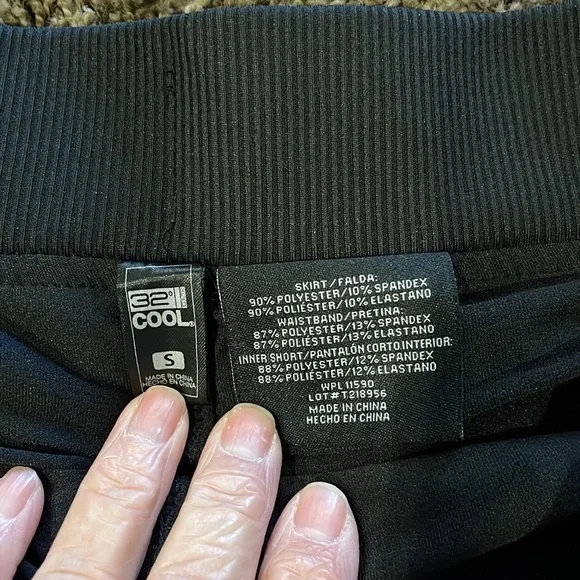 32°
COOL®
S
MADE IN CHINA
HECHO EN CHINA
SKIRT/FALDA:
90% POLYESTER/10% SPANDEX
90% POLIÉSTER/10% ELASTANO
WAISTBAND/PRETINA:
87% POLYESTER/13% SPANDEX
87% POLIÉSTER/13% ELASTANO
INNER SHORT/PANTALÓN CORTO INTERIOR:
88% POLYESTER/12% SPANDEX
88% POLIÉSTER/12% ELASTANO
WPL 11590
LOT#T218956
MADE IN CHINA
HECHO EN CHINA